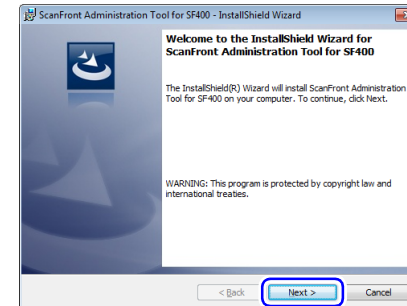 ScanFront Administration Tool for SF400 - InstallShield Wizard
Welcome to the InstallShield Wizard for
ScanFront Administration Tool for SF400
The InstallShield(R) Wizard will install ScanFront Administration
Tool for SF400 on your computer. To continue, click Next.
WARNING: This program is protected by copyright law and
international treaties.
< Back Next > Cancel